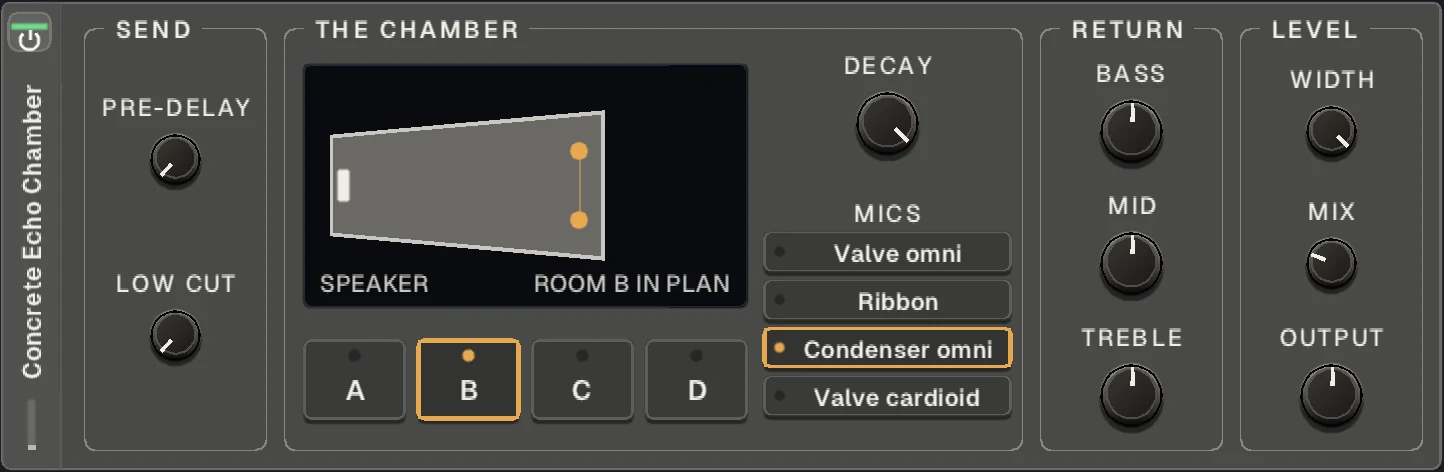 Concrete Echo Chamber
SEND
PRE-DELAY
LOW CUT
THE CHAMBER
SPEAKER
ROOM B IN PLAN
A
B
C
D
DECAY
MICS
Valve omni
Ribbon
Condenser omni
Valve cardioid
RETURN
BASS
MID
TREBLE
LEVEL
WIDTH
MIX
OUTPUT